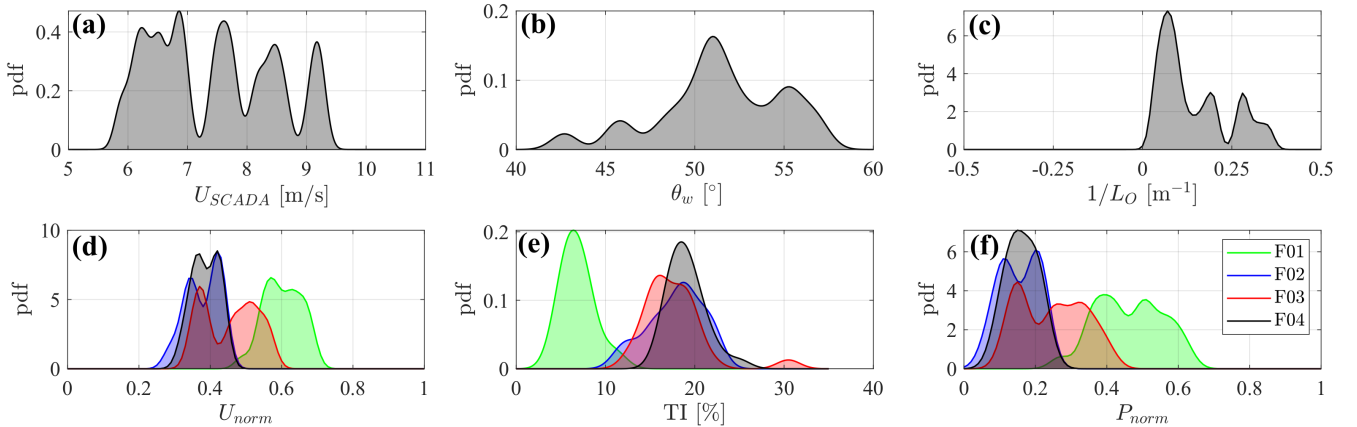 (a)
pdf
0
0.2
0.4
5 6 7 8 9 10 11
U_SCADA [m/s]
(b)
pdf
0
0.1
0.2
40 45 50 55 60
θ_w [°]
(c)
pdf
0
2
4
6
-0.5 -0.25 0 0.25 0.5
1/L_O [m⁻¹]
(d)
pdf
0
5
10
0 0.2 0.4 0.6 0.8 1
U_norm
(e)
pdf
0
0.1
0.2
0 10 20 30 40
TI [%]
(f)
pdf
0
2
4
6
0 0.2 0.4 0.6 0.8 1
P_norm
F01
F02
F03
F04